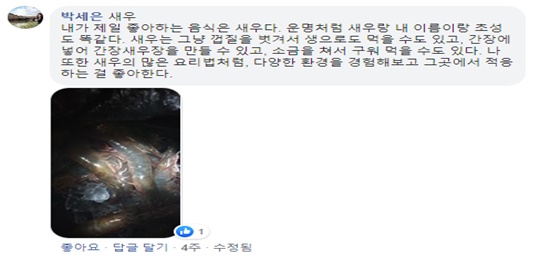 박세은 새우
내가 제일 좋아하는 음식은 새우다. 운명처럼 새우랑 내 이름이랑 초성
도 똑같다. 새우는 그냥 껍질을 벗겨서 생으로도 먹을 수도 있고, 간장에
넣어 간장새우장을 만들 수 있고, 소금을 쳐서 구워 먹을 수도 있다. 나
또한 새우의 많은 요리법처럼, 다양한 환경을 경험해보고 그곳에서 적응
하는 걸 좋아한다.
1
좋아요 · 답글 달기 · 4주 · 수정됨